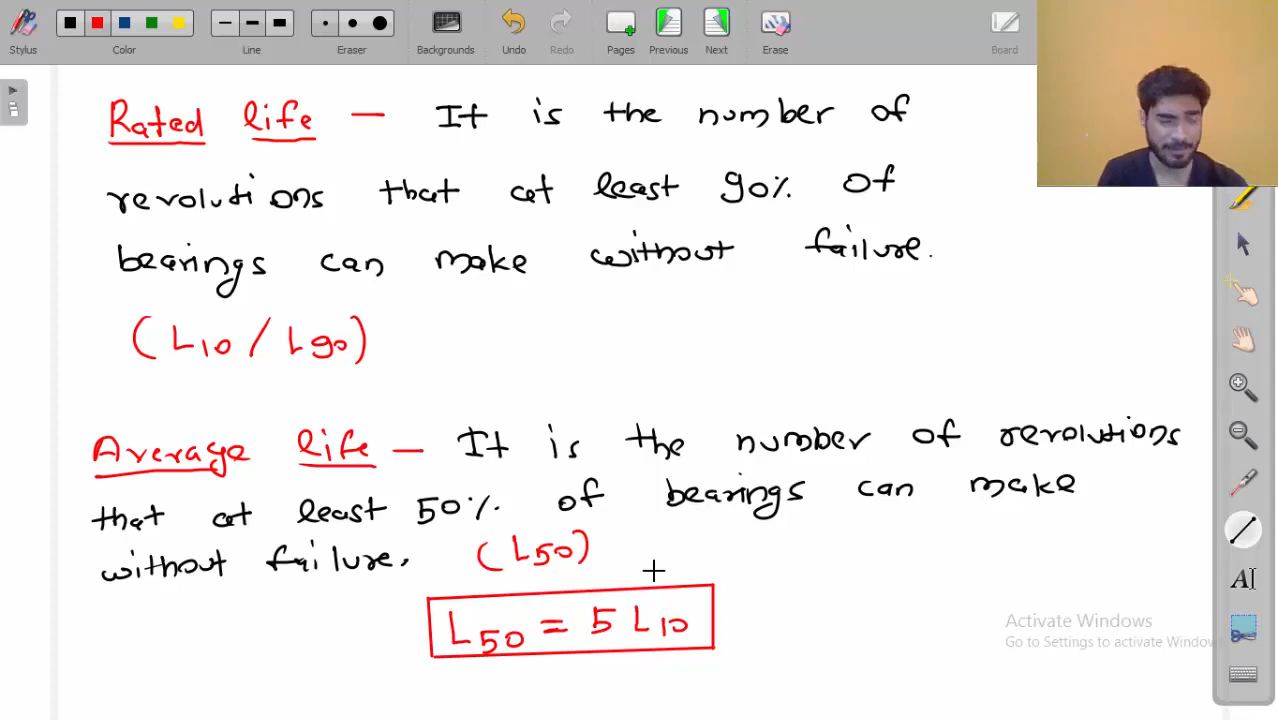 Stylus
Color
Line
Eraser
Backgrounds
Undo
Redo
Pages
Previous
Next
Erase
Board
Rated life - It is the number of
revolutions that at least 90% of
bearings can make without failure.
(L10 / L90)
Average life - It is the number of revolutions
that at least 50% of bearings can make
without failure. (L50)
L50 = 5 L10
Activate Windows
Go to Settings to activate Windows